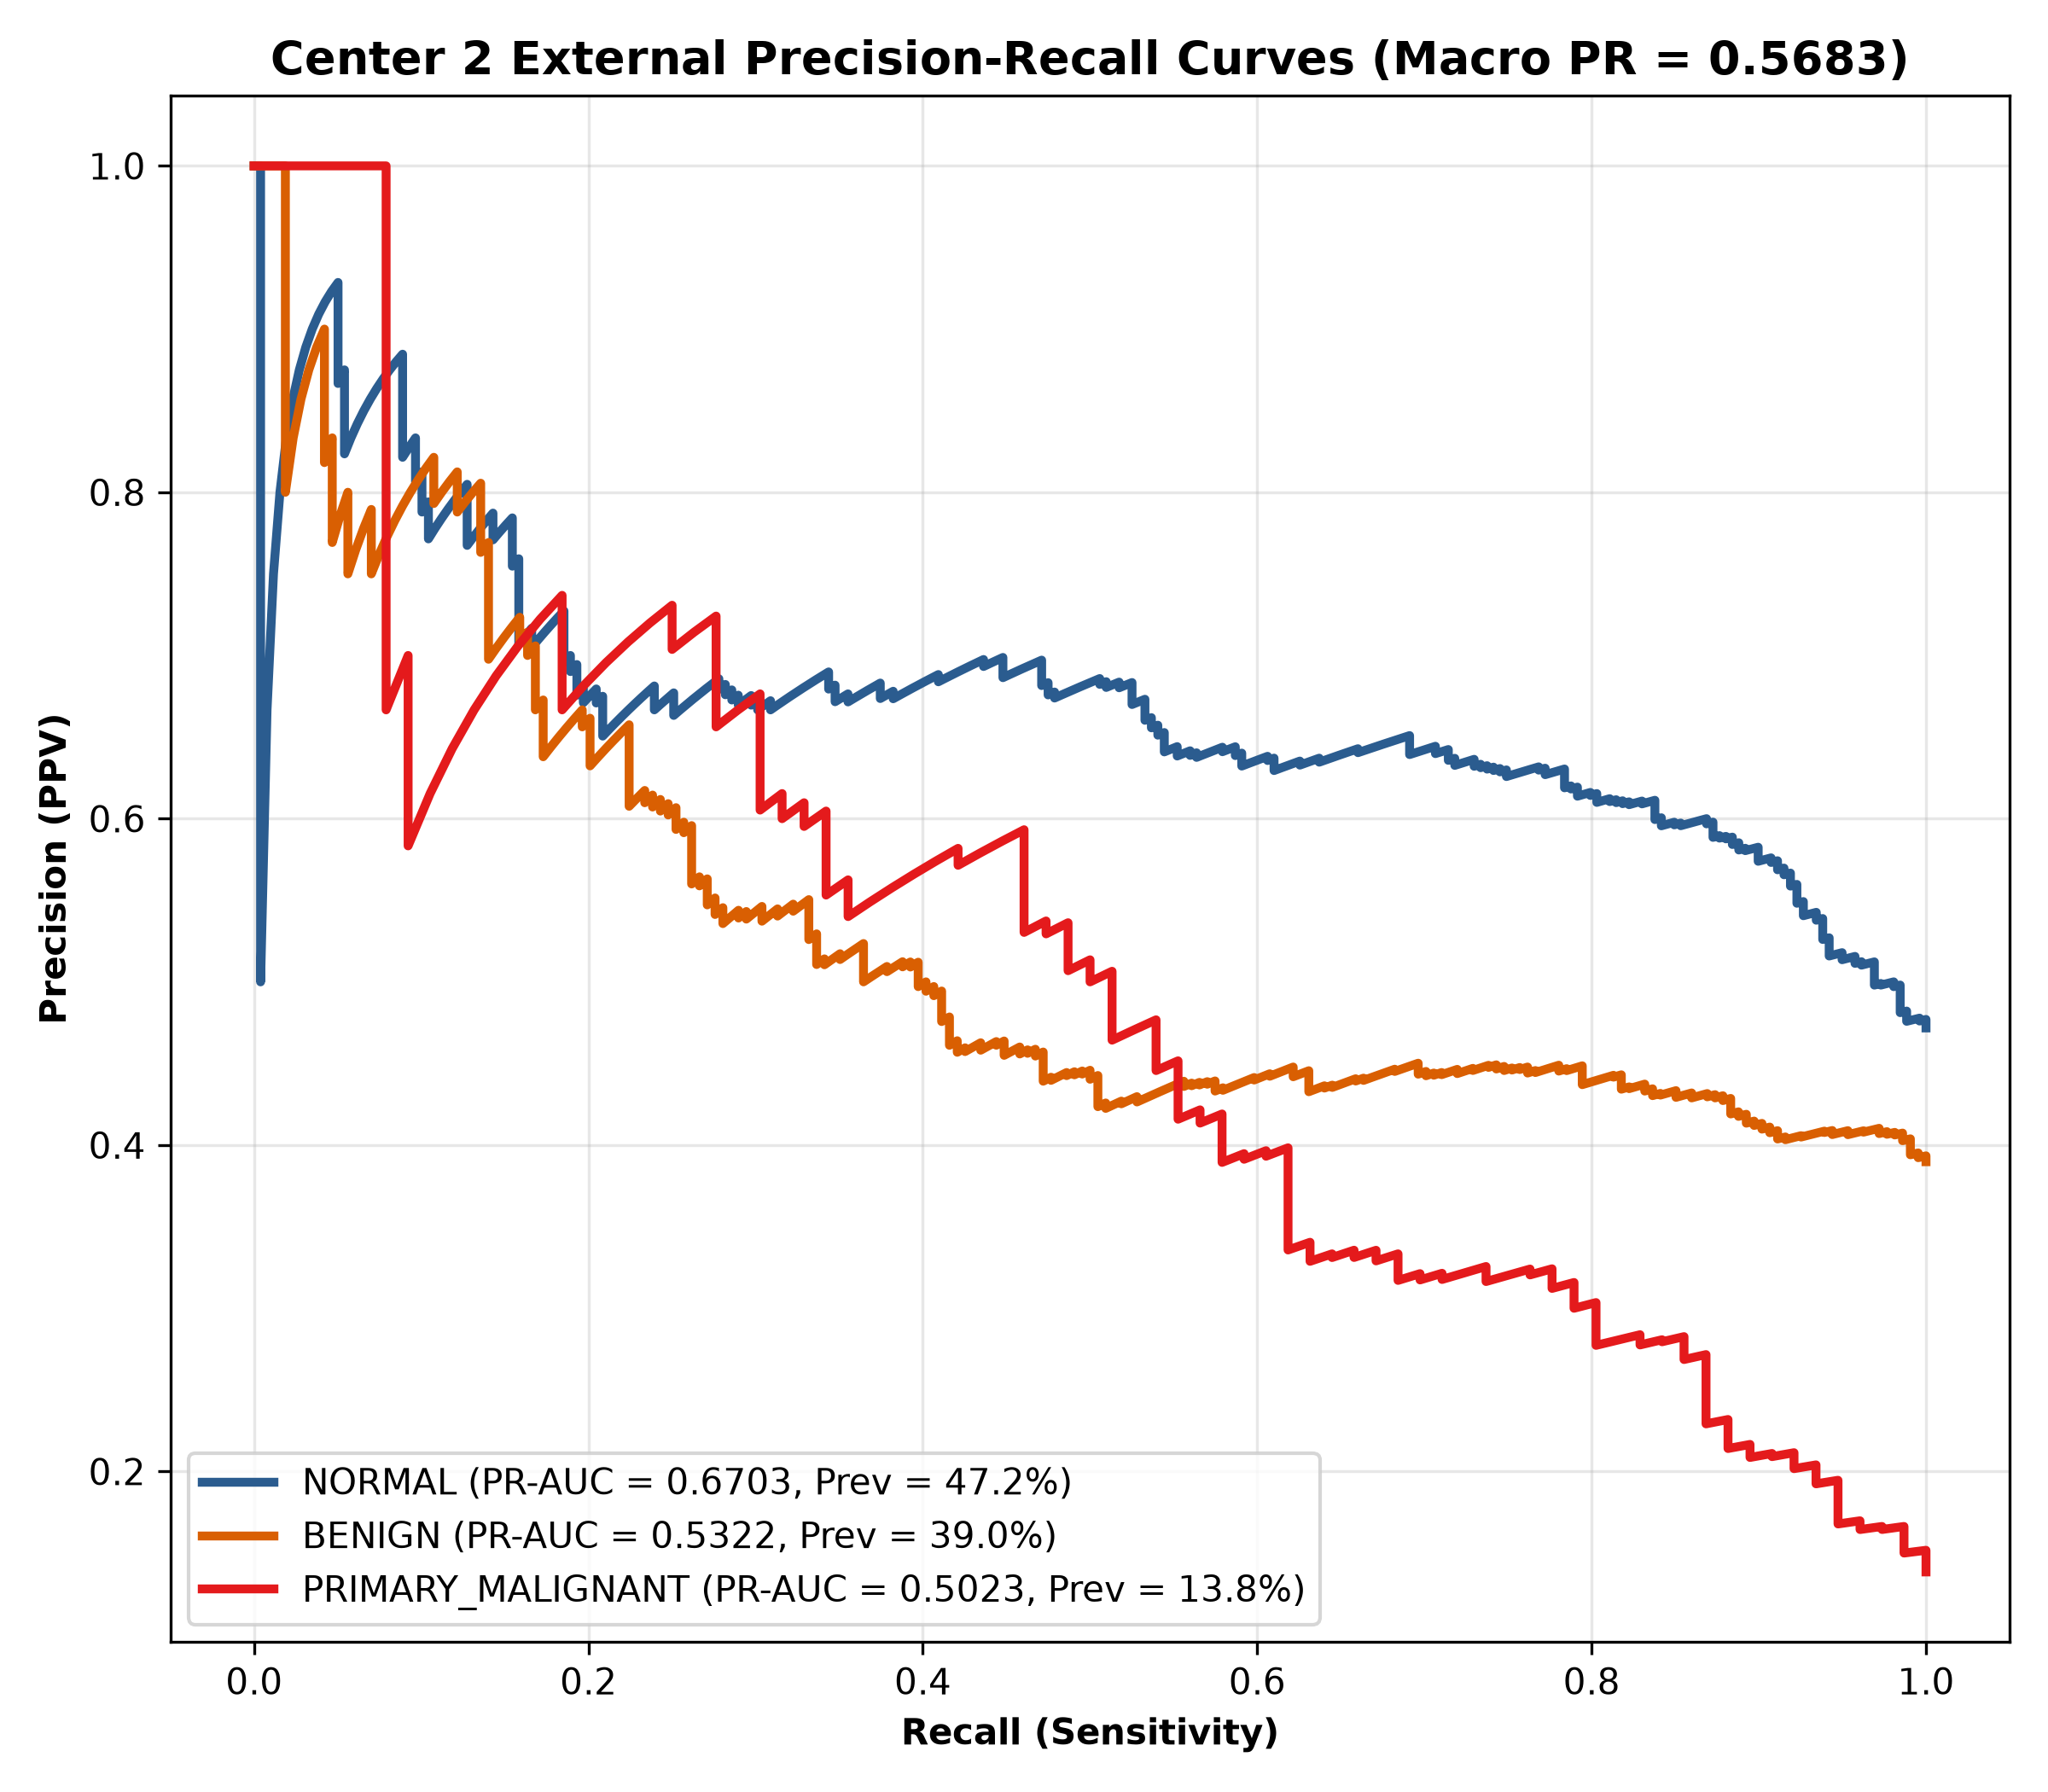 Center 2 External Precision-Recall Curves (Macro PR = 0.5683)
Precision (PPV)
1.0
0.8
0.6
0.4
0.2
NORMAL (PR-AUC = 0.6703, Prev = 47.2%)
BENIGN (PR-AUC = 0.5322, Prev = 39.0%)
PRIMARY_MALIGNANT (PR-AUC = 0.5023, Prev = 13.8%)
0.0 0.2 0.4 0.6 0.8 1.0
Recall (Sensitivity)